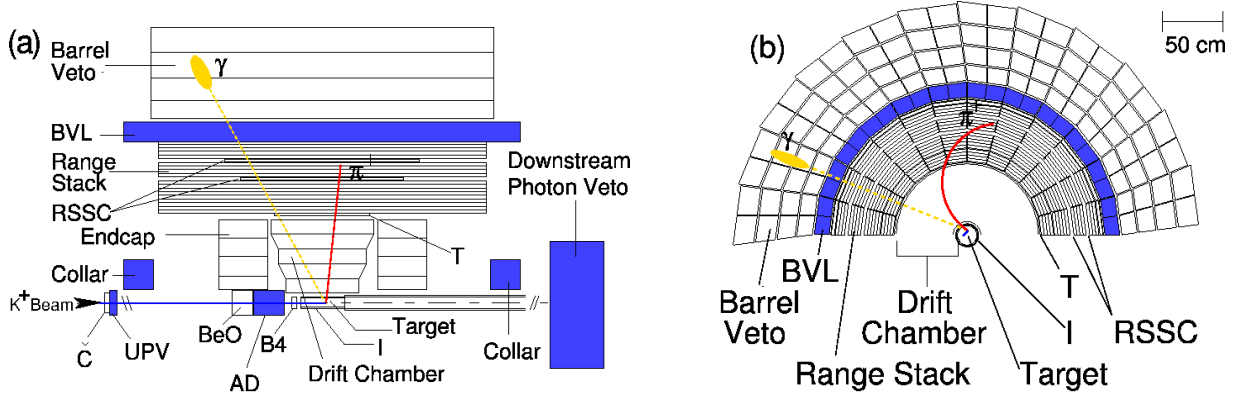 (a)
Barrel
Veto
γ
BVL
Range
Stack
π
RSSC
Endcap
T
Downstream
Photon Veto
Collar
K+Beam
Č
UPV
BeO
AD
B4
I
Target
Drift Chamber
Collar
(b)
50 cm
π+
γ
BVL
Barrel
Veto
Drift
Chamber
Range Stack
T
I
RSSC
Target